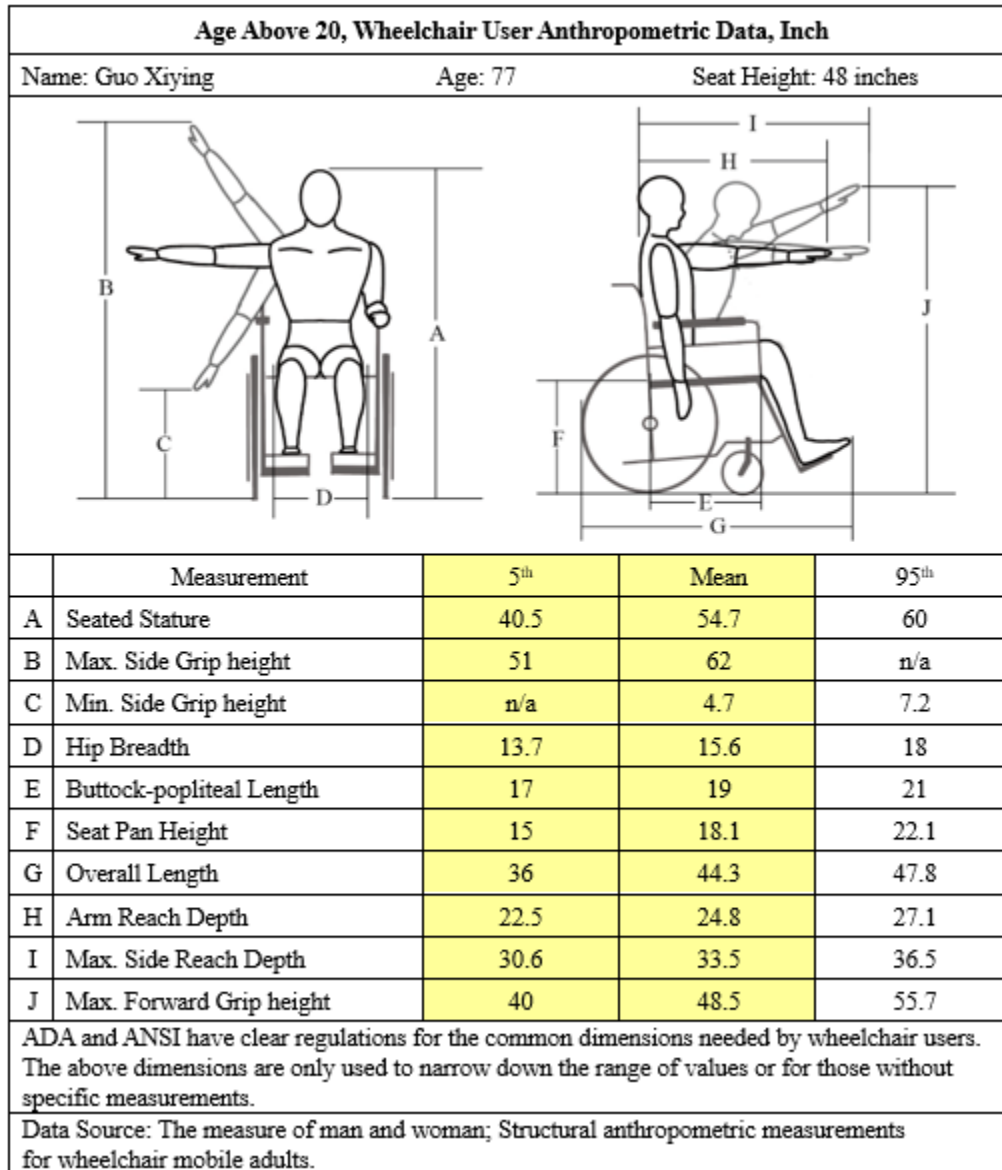 Age Above 20, Wheelchair User Anthropometric Data, Inch
Name: Guo Xiying Age: 77 Seat Height: 48 inches
I
H
B
A
J
C
F
D
E
G
Measurement 5th Mean 95th
A Seated Stature 40.5 54.7 60
B Max. Side Grip height 51 62 n/a
C Min. Side Grip height n/a 4.7 7.2
D Hip Breadth 13.7 15.6 18
E Buttock-popliteal Length 17 19 21
F Seat Pan Height 15 18.1 22.1
G Overall Length 36 44.3 47.8
H Arm Reach Depth 22.5 24.8 27.1
I Max. Side Reach Depth 30.6 33.5 36.5
J Max. Forward Grip height 40 48.5 55.7
ADA and ANSI have clear regulations for the common dimensions needed by wheelchair users.
The above dimensions are only used to narrow down the range of values or for those without
specific measurements.
Data Source: The measure of man and woman; Structural anthropometric measurements
for wheelchair mobile adults.